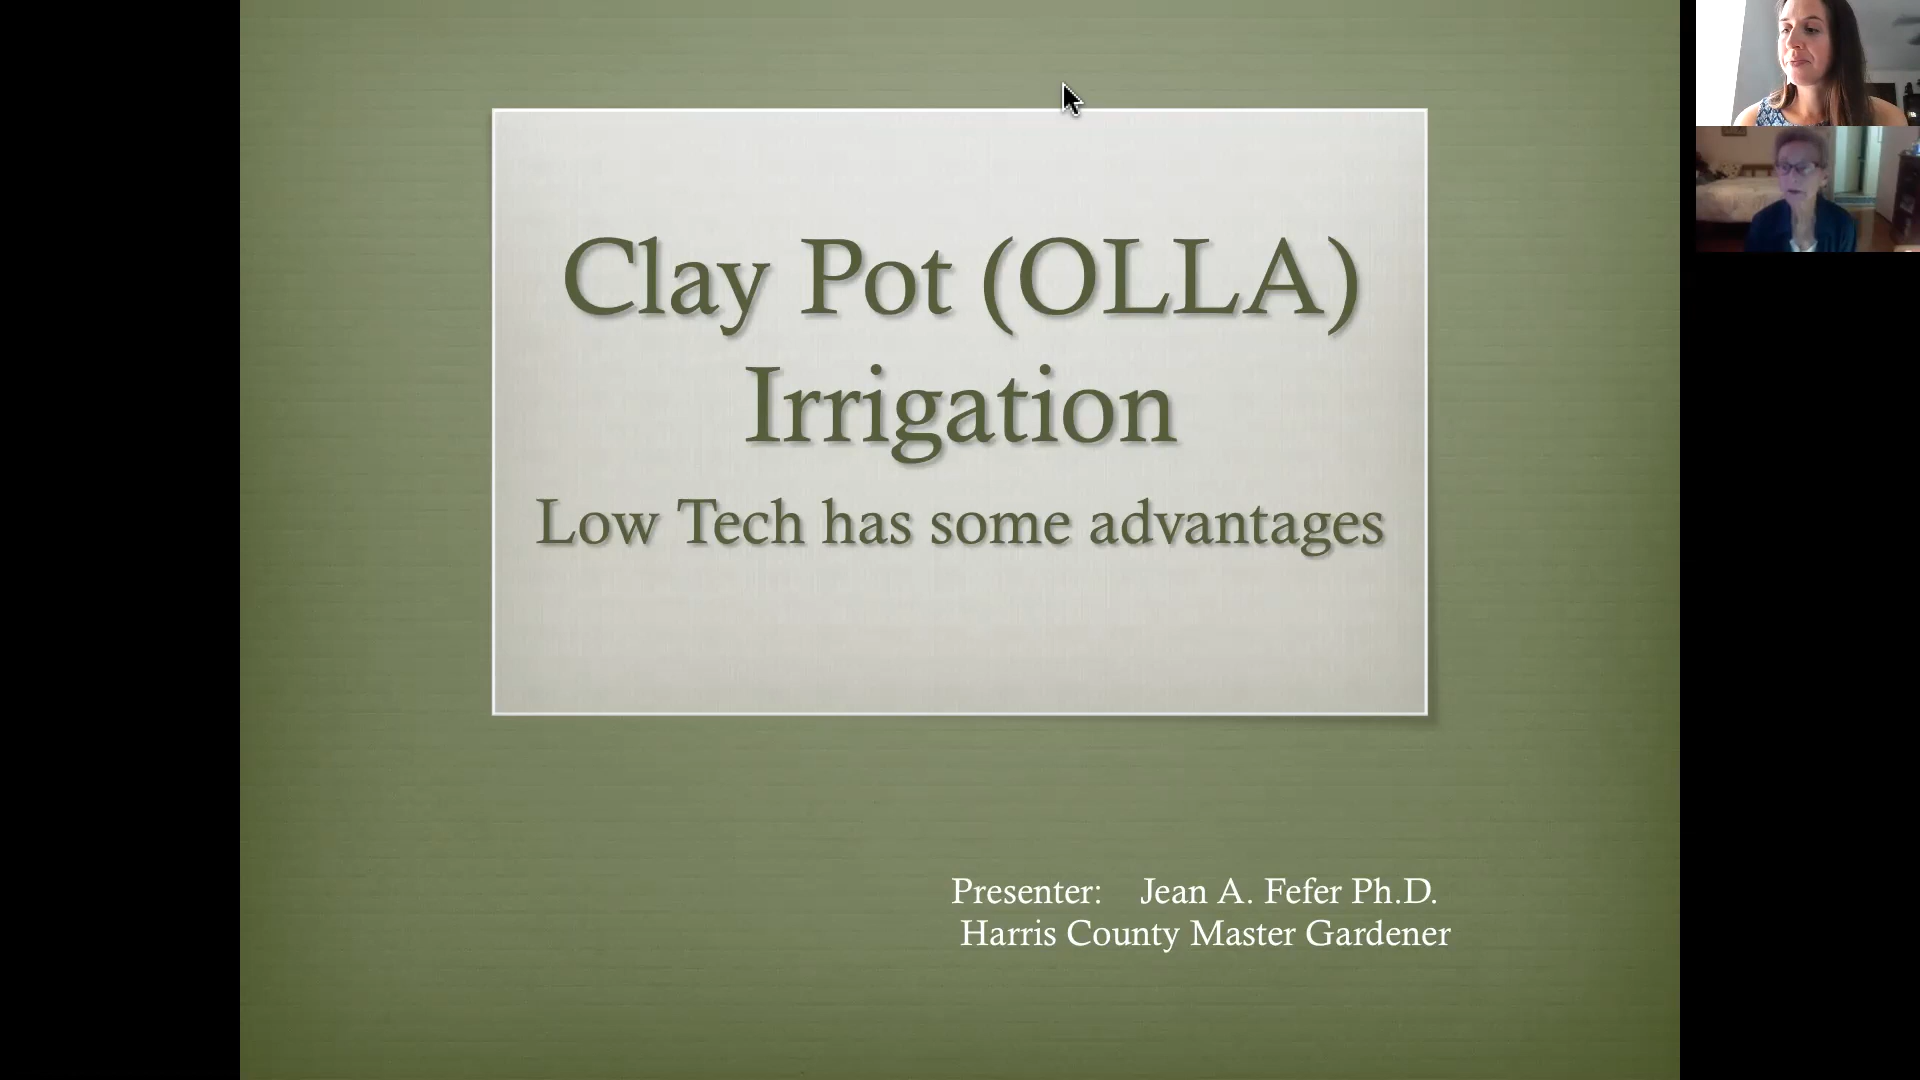 Clay Pot (OLLA)
Irrigation
Low Tech has some advantages
Presenter: Jean A. Fefer Ph.D.
Harris County Master Gardener